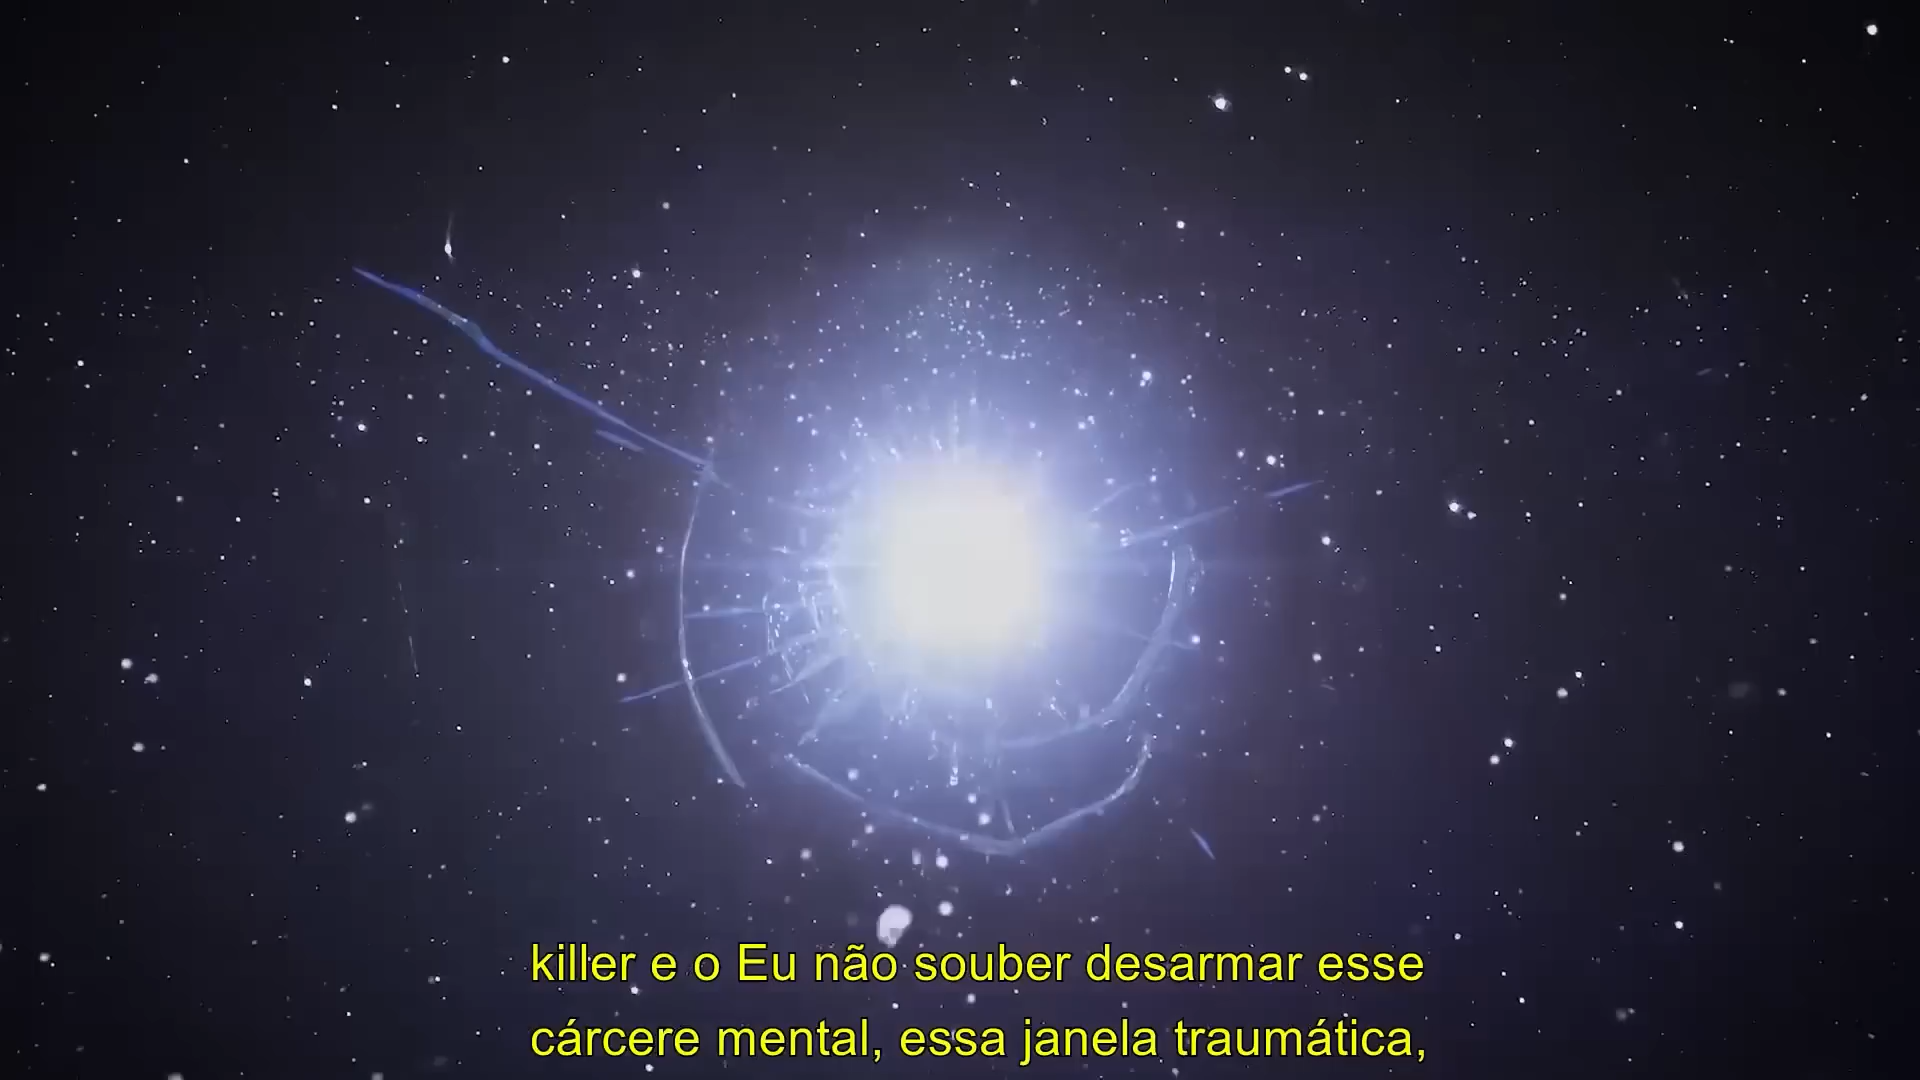 killer e o Eu não souber desarmar esse
cárcere mental, essa janela traumática,